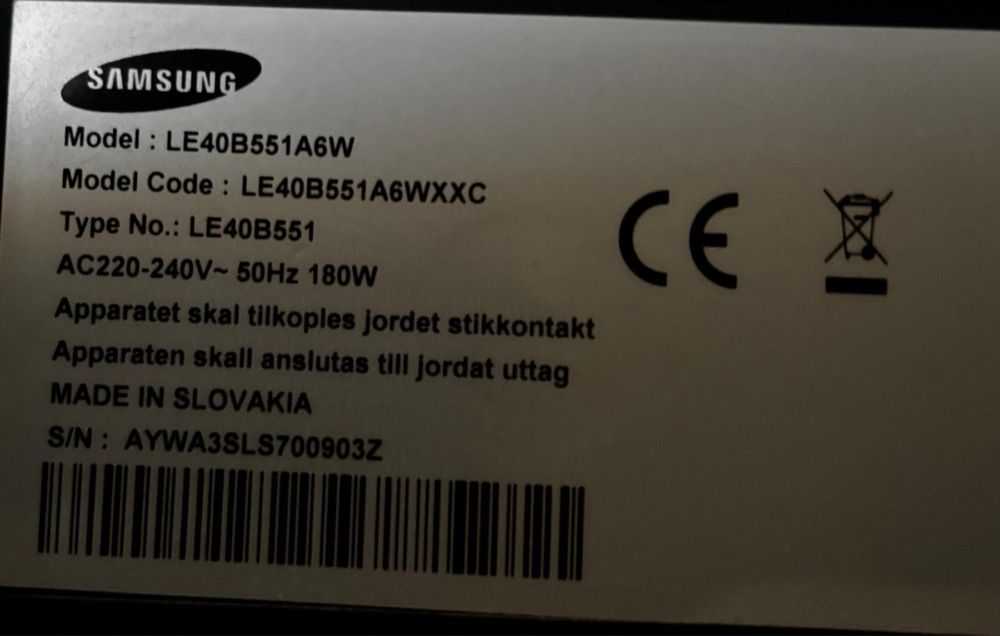 SAMSUNG
Model : LE40B551A6W
Model Code : LE40B551A6WXXC
Type No.: LE40B551
AC220-240V~ 50Hz 180W
Apparatet skal tilkoples jordet stikkontakt
Apparaten skall anslutas till jordat uttag
MADE IN SLOVAKIA
S/N : AYWA3SLS700903Z
CE